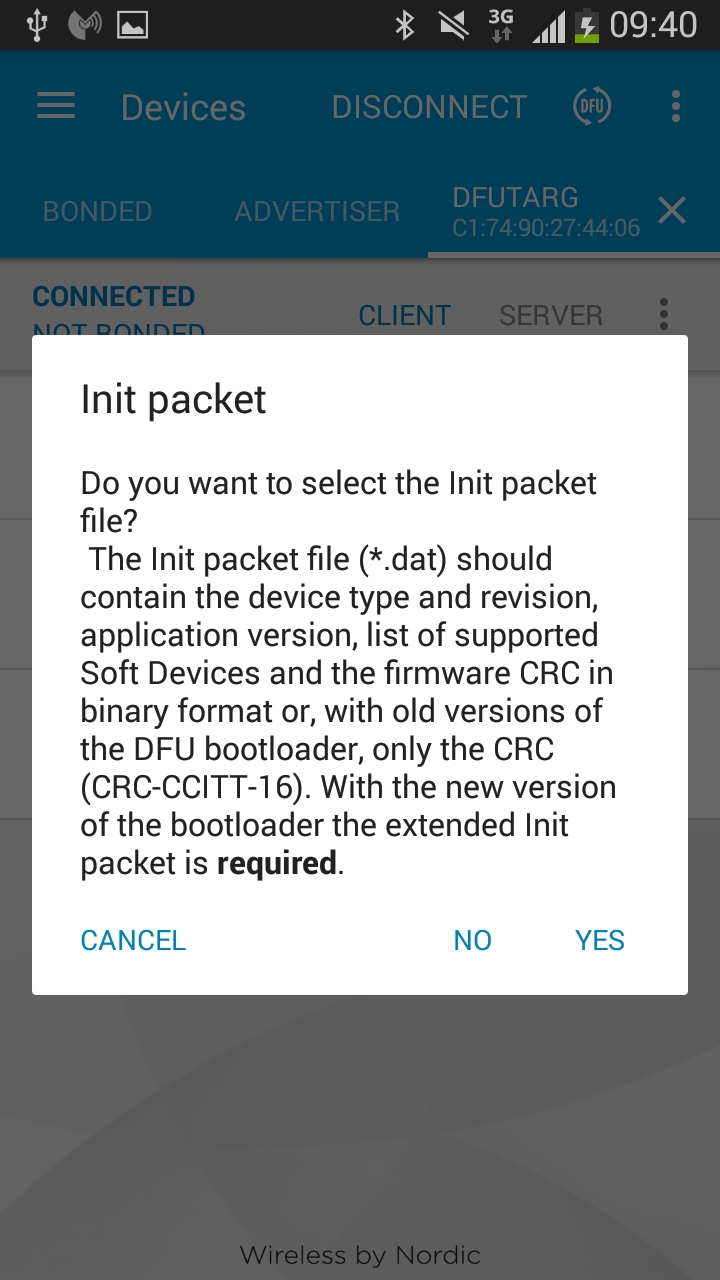 3G
09:40
Devices
DISCONNECT
DFU
BONDED
ADVERTISER
DFUTARG
C1:74:90:27:44:06
CONNECTED
NOT BONDED
CLIENT
SERVER
Init packet
Do you want to select the Init packet
file?
The Init packet file (*.dat) should
contain the device type and revision,
application version, list of supported
Soft Devices and the firmware CRC in
binary format or, with old versions of
the DFU bootloader, only the CRC
(CRC-CCITT-16). With the new version
of the bootloader the extended Init
packet is required.
CANCEL
NO
YES
Wireless by Nordic